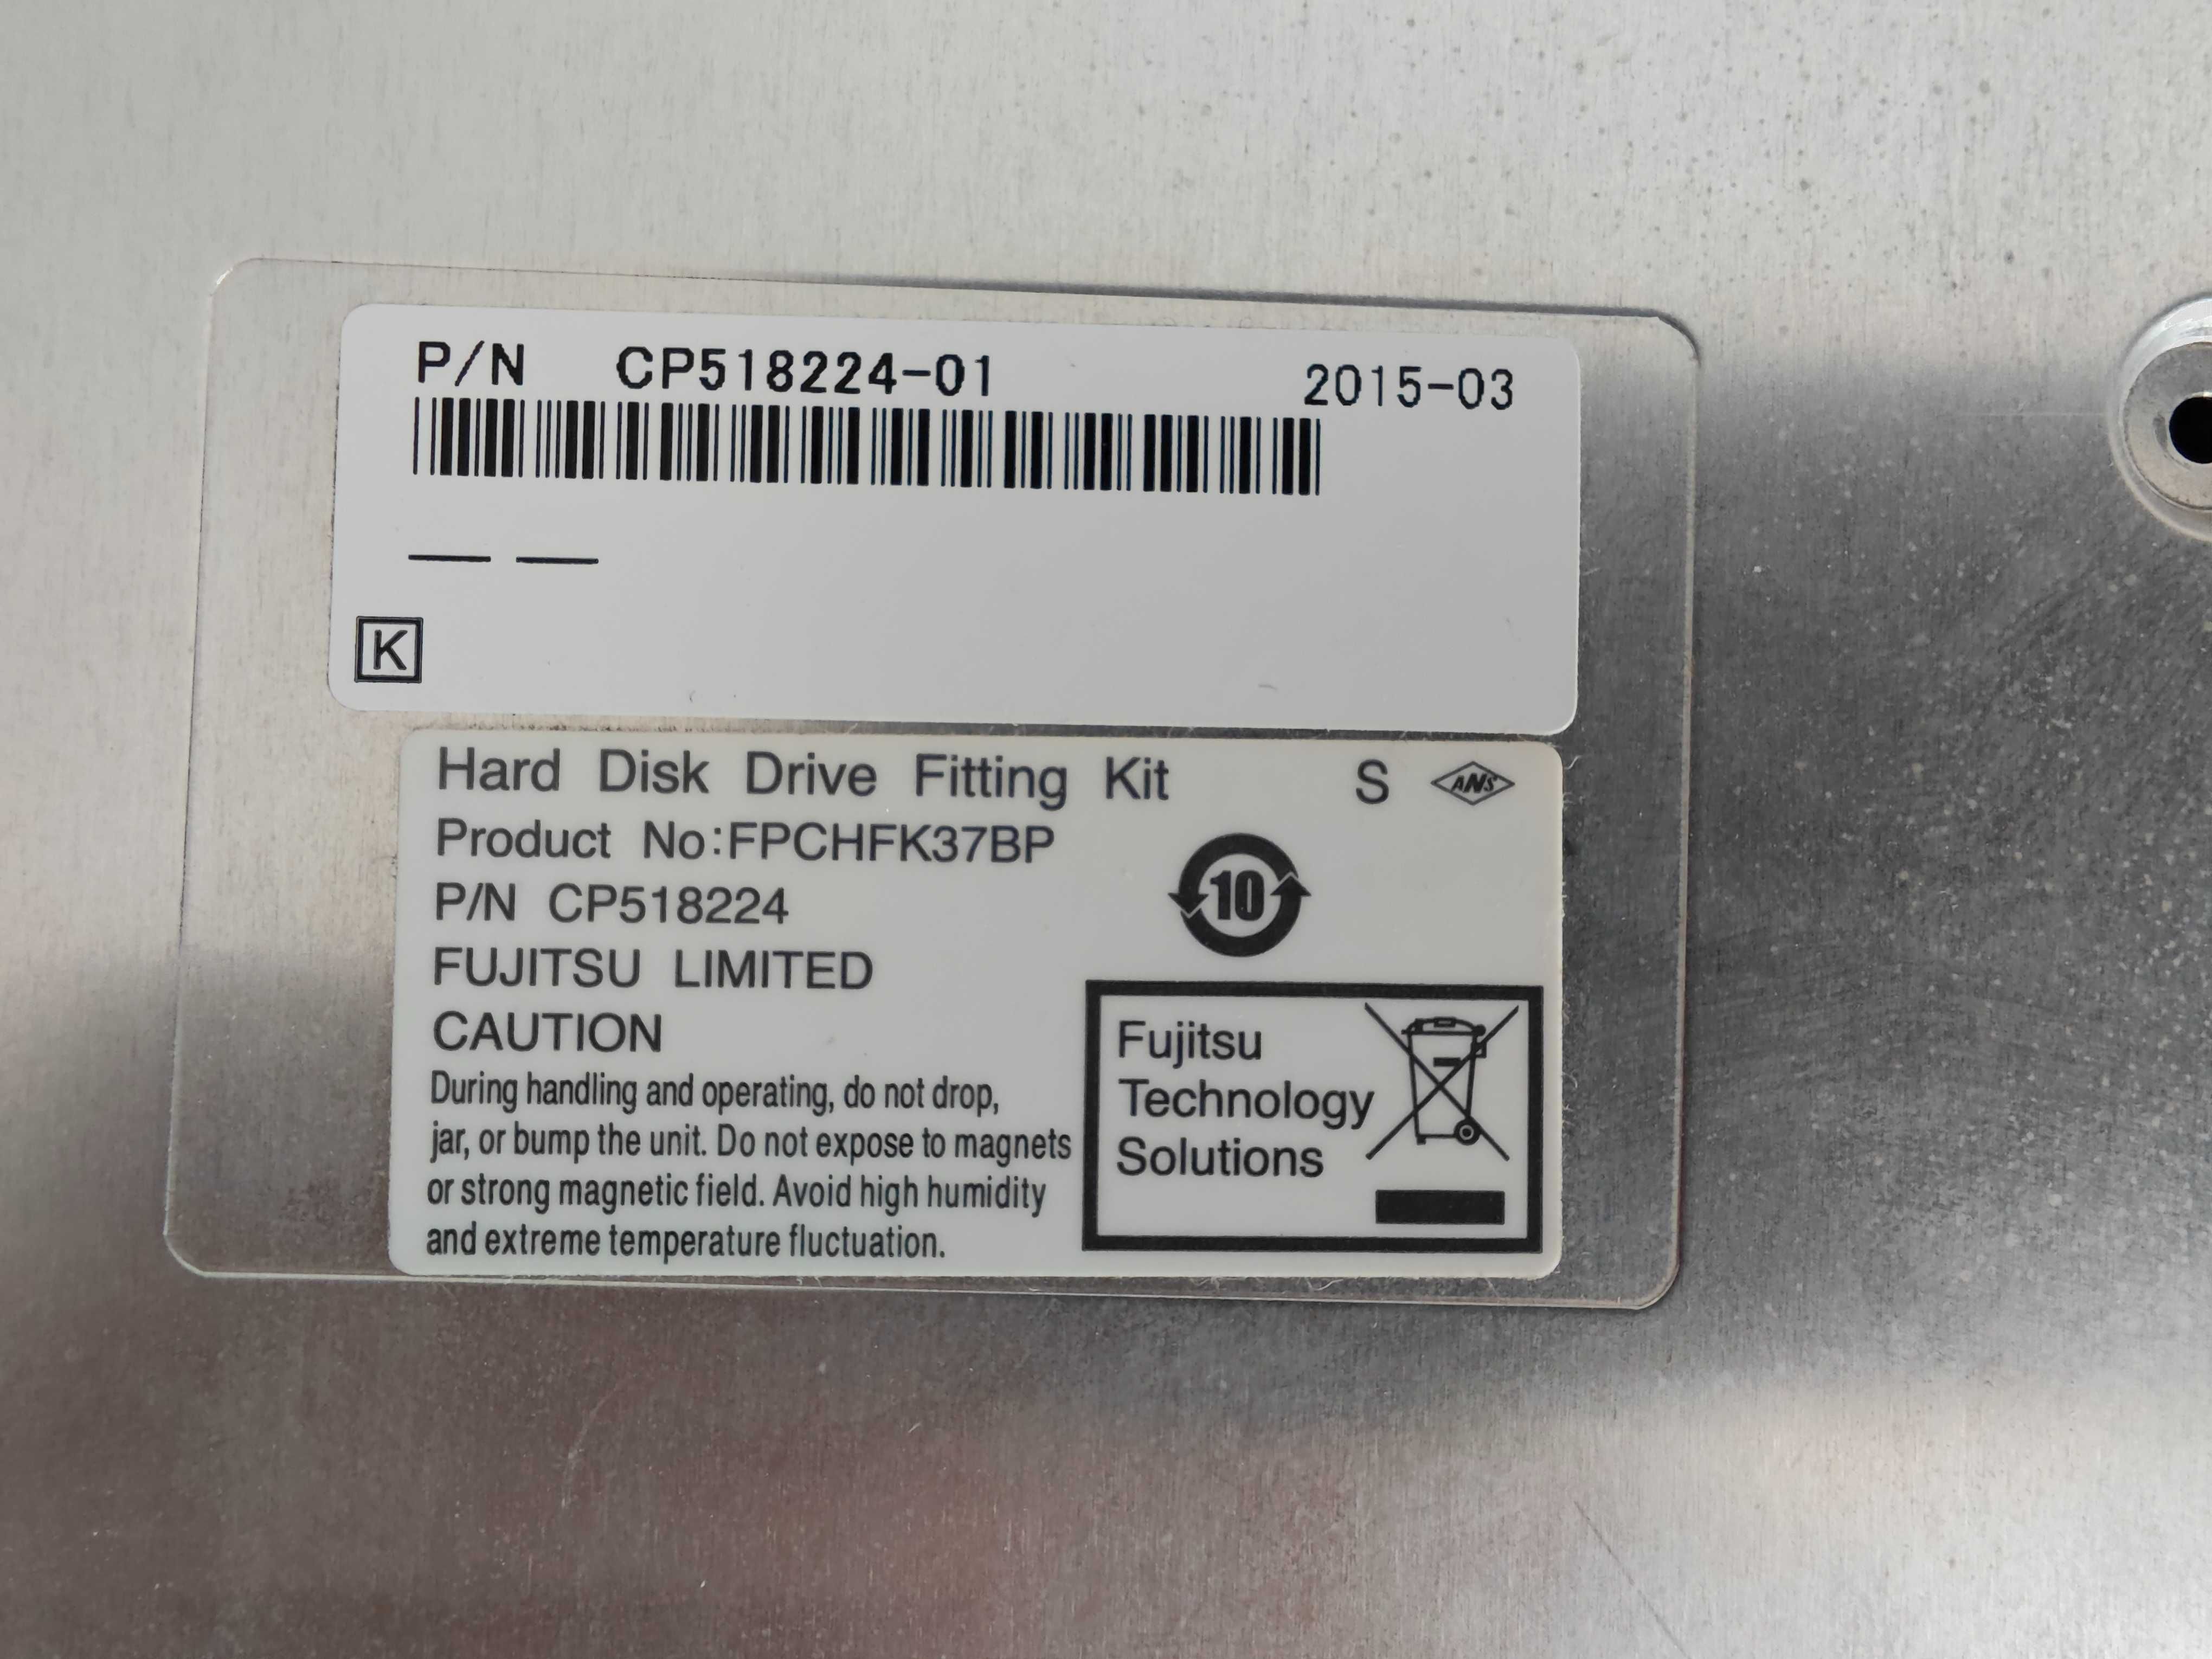 P/N CP518224-01 2015-03
K
Hard Disk Drive Fitting Kit S ANS
Product No:FPCHFK37BP
10
P/N CP518224
FUJITSU LIMITED
CAUTION
During handling and operating, do not drop,
jar, or bump the unit. Do not expose to magnets
or strong magnetic field. Avoid high humidity
and extreme temperature fluctuation.
Fujitsu
Technology
Solutions